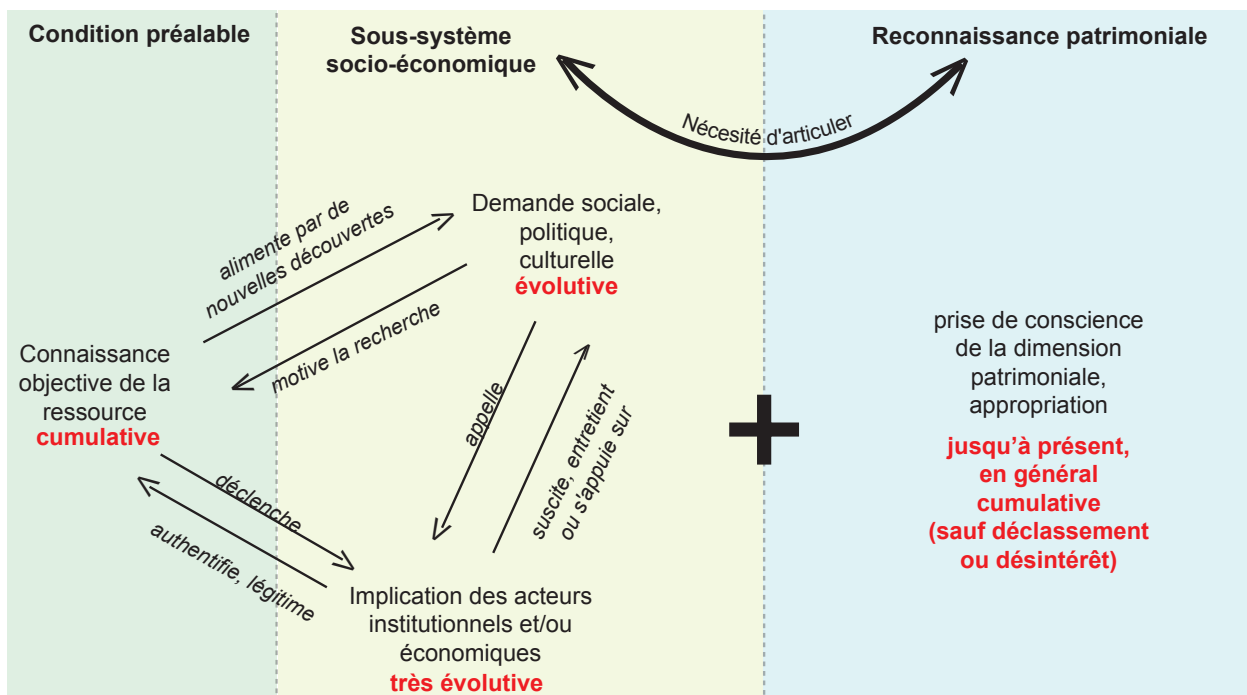 Condition préalable
Sous-système
socio-économique
Reconnaissance patrimoniale
Nécesité d'articuler
alimente par de
nouvelles découvertes
Demande sociale,
politique,
culturelle
évolutive
motive la recherche
Connaissance
objective de la
ressource
cumulative
appelle
suscite, entretient
ou s'appuie sur
déclenche
authentifie, légitime
Implication des acteurs
institutionnels et/ou
économiques
très évolutive
+
prise de conscience
de la dimension
patrimoniale,
appropriation
jusqu’à présent,
en général
cumulative
(sauf déclassement
ou désintérêt)